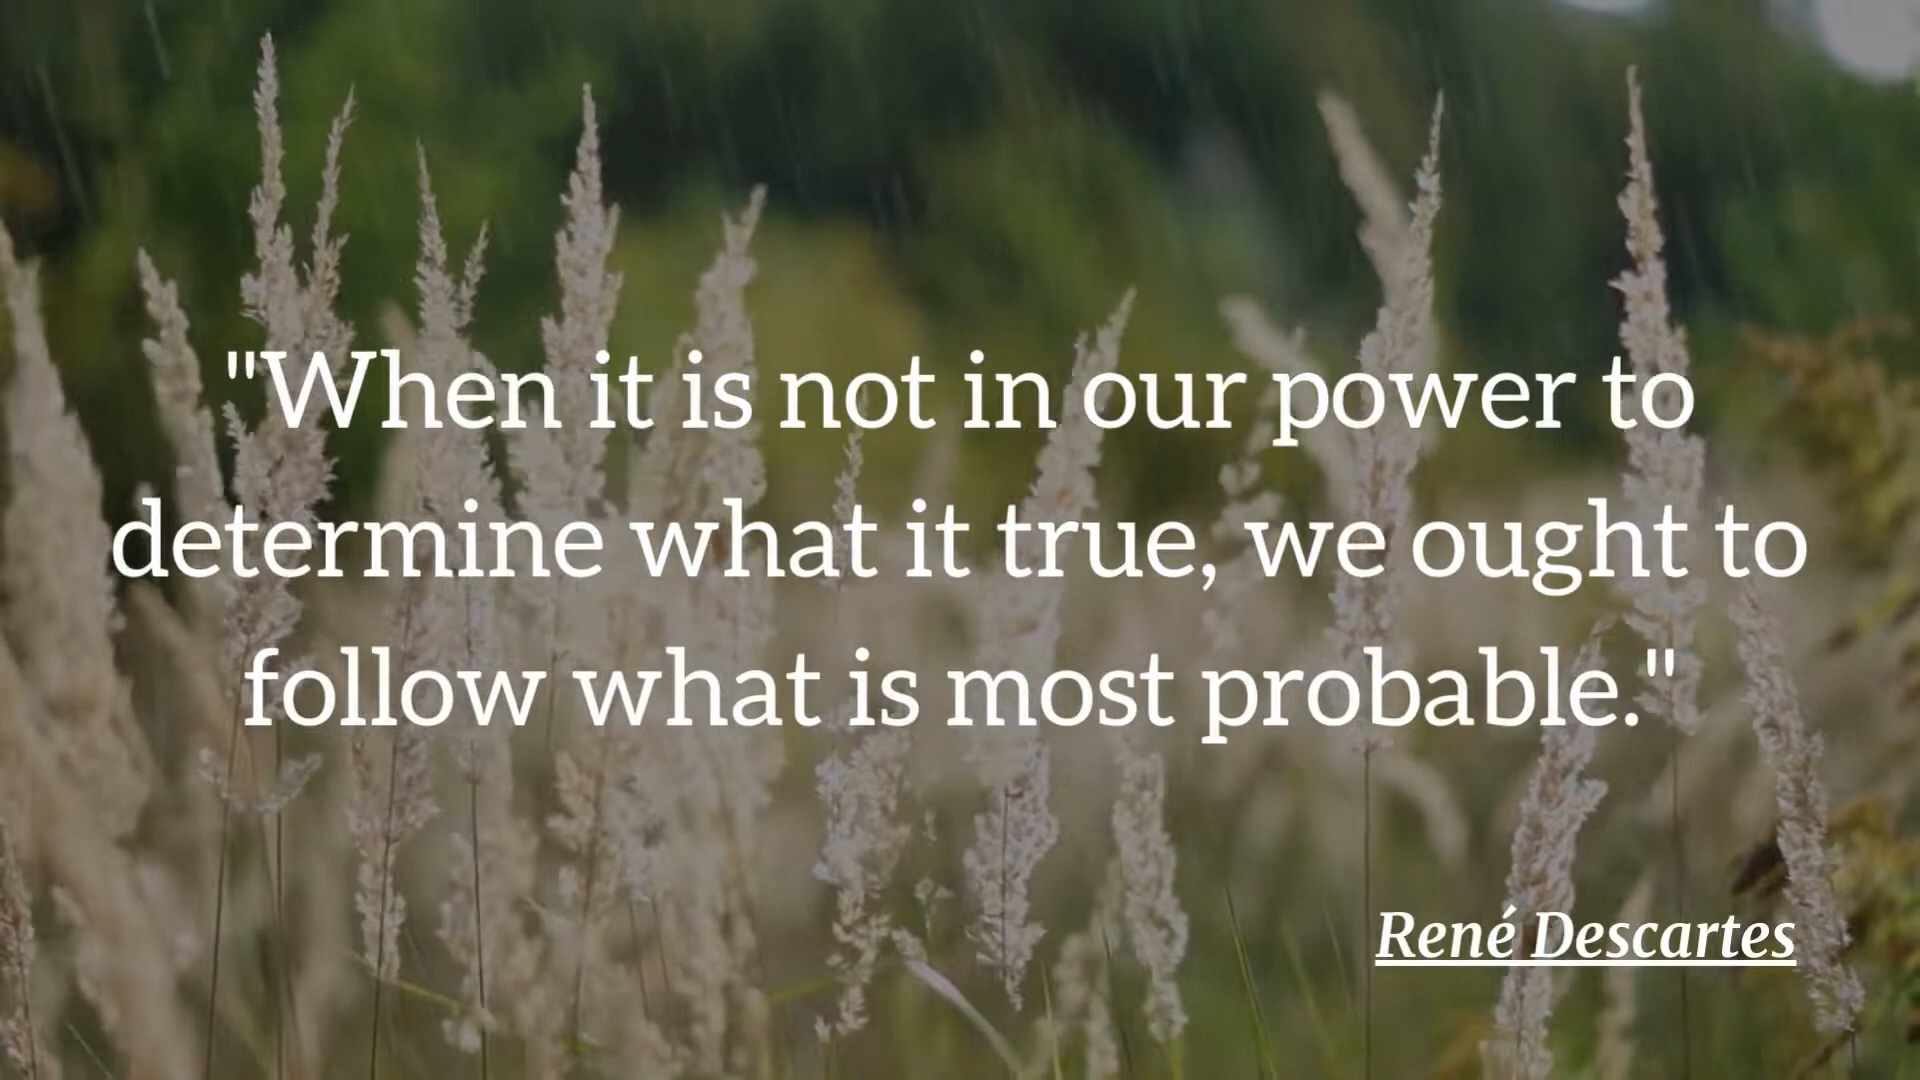 "When it is not in our power to
determine what it true, we ought to
follow what is most probable."
René Descartes